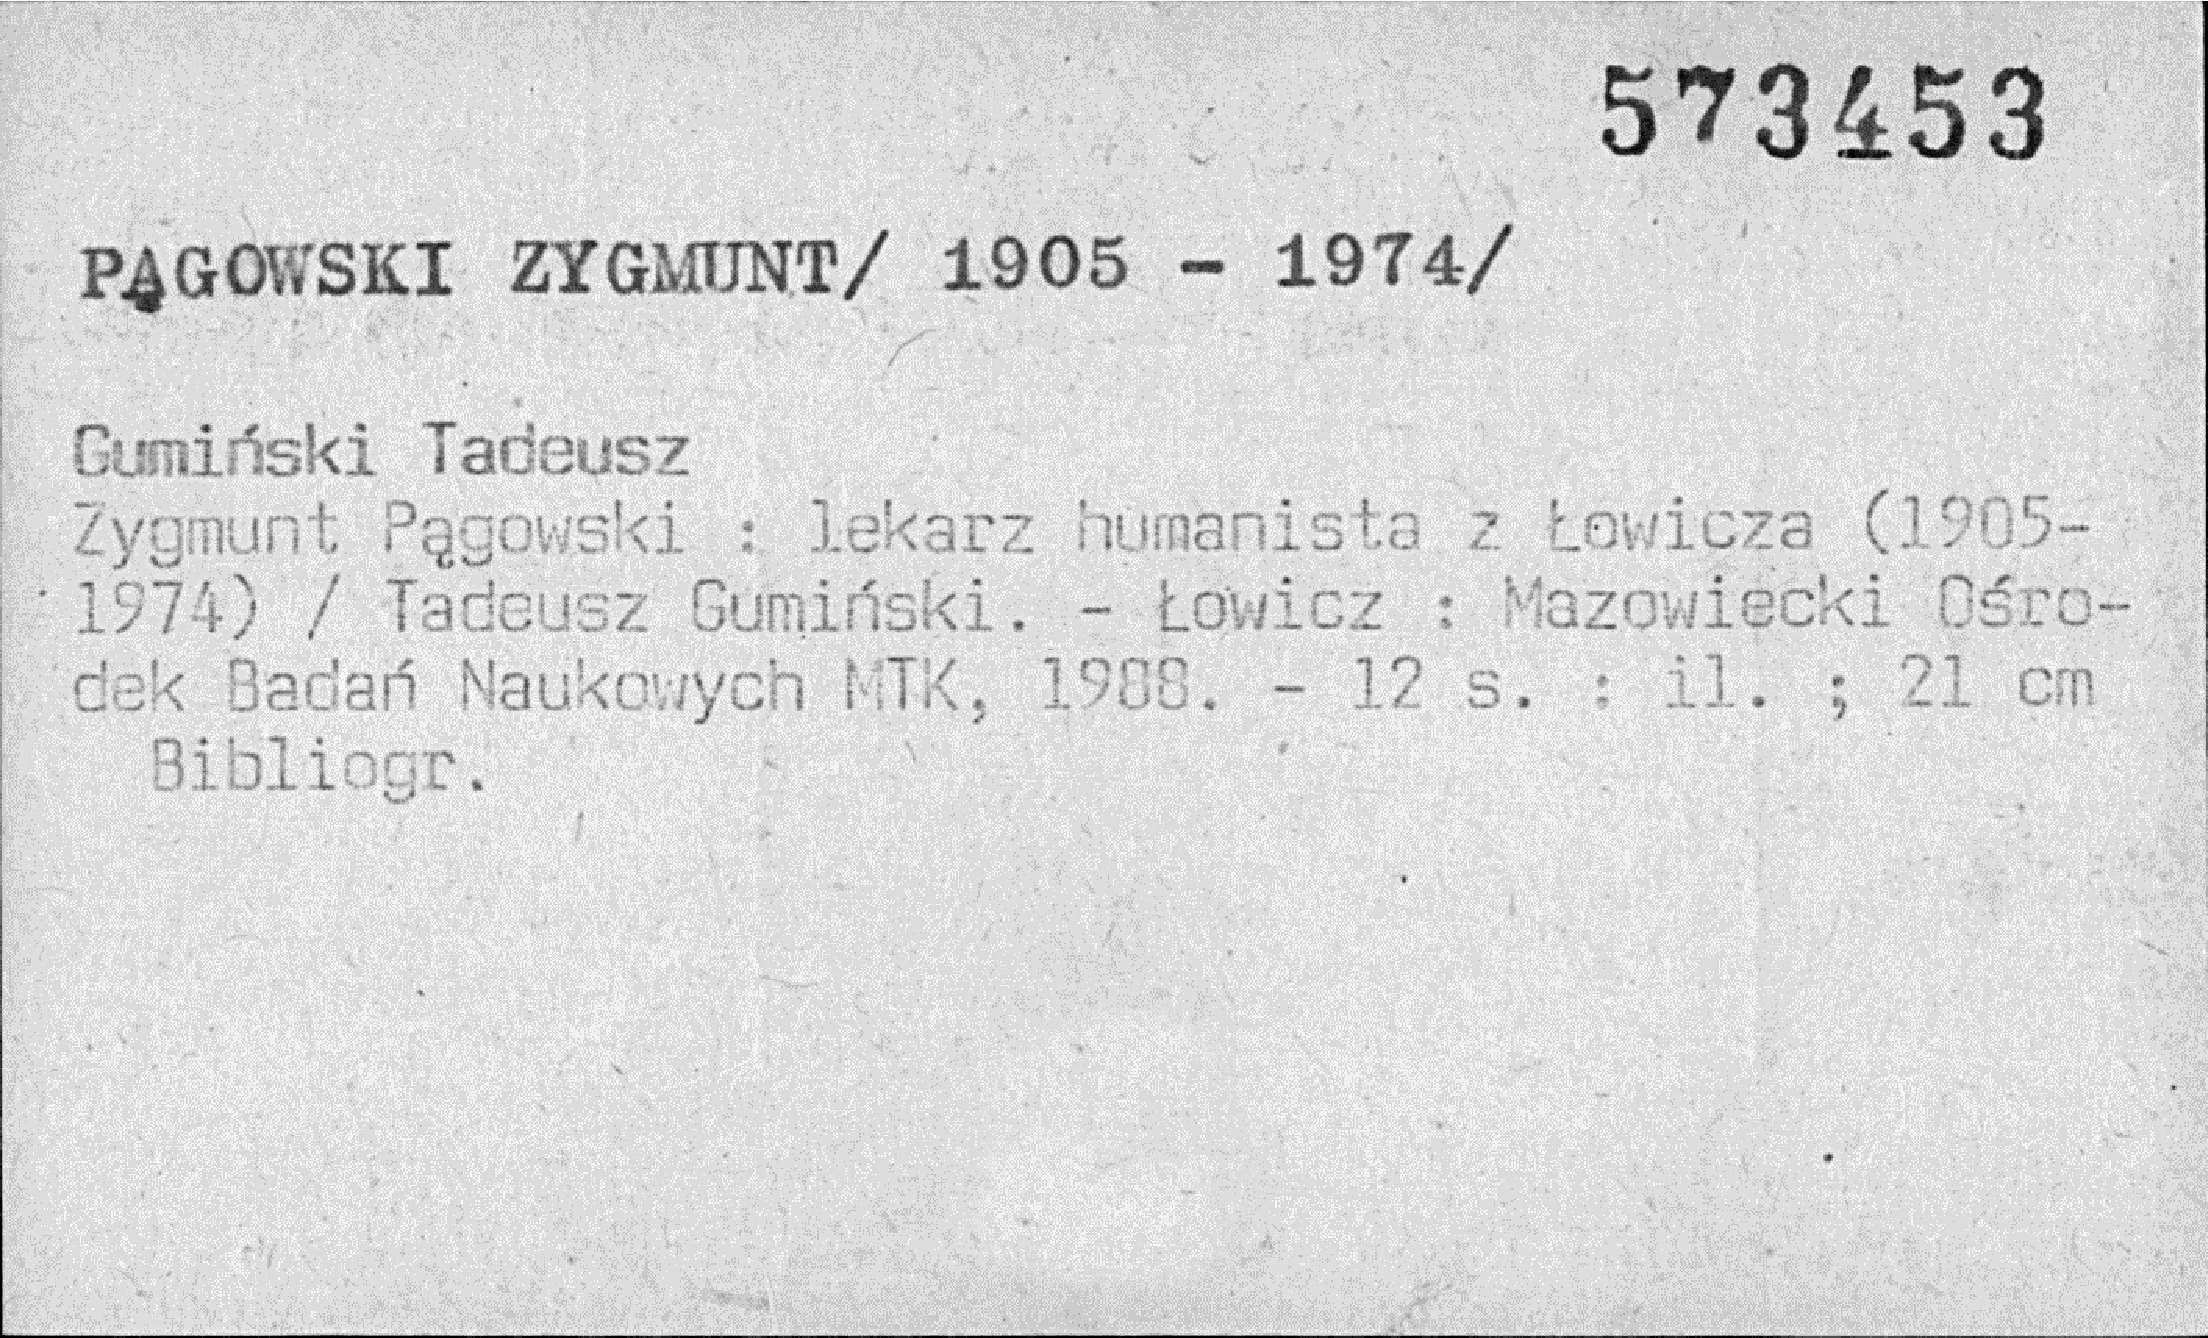 573453
PĄGOWSKI ZYGMUNT/ 1905 - 1974/
Gumiński Tadeusz
Zygmunt Pągowski : lekarz humanista z Łowicza (1905-
1974) / Tadeusz Gumiński. - Łowicz : Mazowiecki Ośro-
dek Badań Naukowych MTK, 1988. - 12 s. : il. ; 21 cm
Bibliogr.